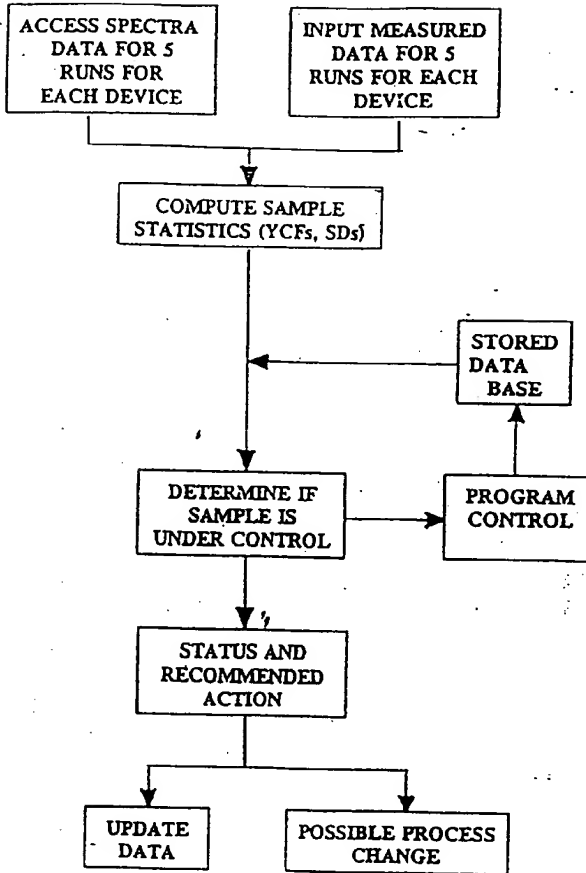 ACCESS SPECTRA
DATA FOR 5
RUNS FOR
EACH DEVICE
INPUT MEASURED
DATA FOR 5
RUNS FOR EACH
DEVICE
COMPUTE SAMPLE
STATISTICS (YCFs, SDs)
STORED
DATA
BASE
DETERMINE IF
SAMPLE IS
UNDER CONTROL
PROGRAM
CONTROL
STATUS AND
RECOMMENDED
ACTION
UPDATE
DATA
POSSIBLE PROCESS
CHANGE